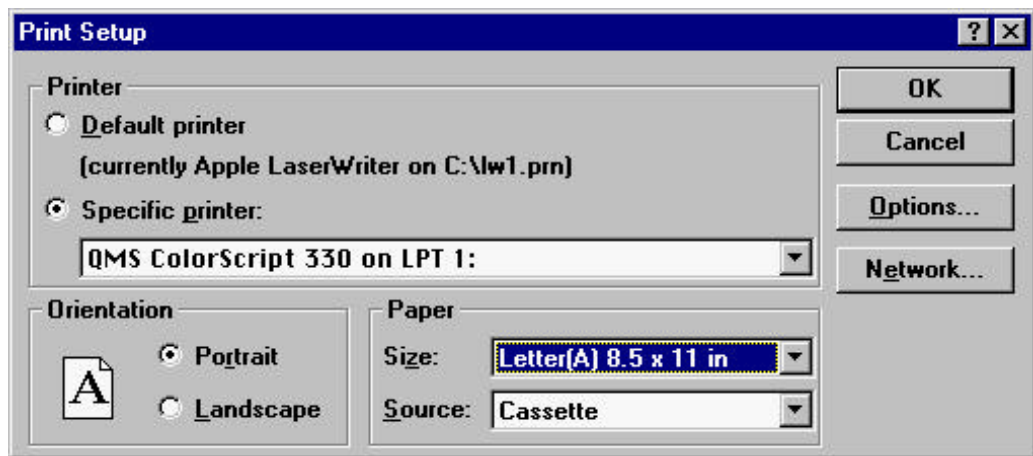 Print Setup
Printer
Default printer
(currently Apple LaserWriter on C:\lw1.prn)
Specific printer:
QMS ColorScript 330 on LPT 1:
OK
Cancel
Options...
Network...
Orientation
A
Portrait
Landscape
Paper
Size:
Letter(A) 8.5 x 11 in
Source:
Cassette